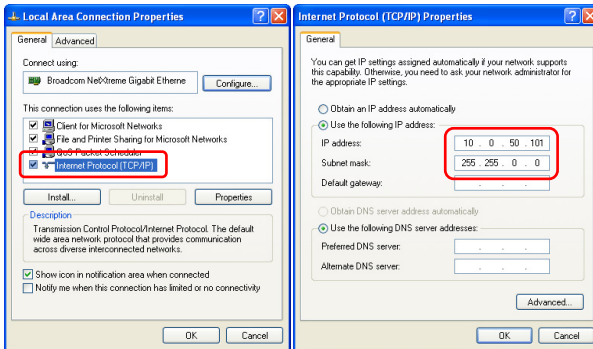 Local Area Connection Properties
General
Advanced
Connect using:
Broadcom NetXtreme Gigabit Etherne
Configure...
This connection uses the following items:
Client for Microsoft Networks
File and Printer Sharing for Microsoft Networks
QoS Packet Scheduler
Internet Protocol (TCP/IP)
Install...
Uninstall
Properties
Description
Transmission Control Protocol/Internet Protocol. The default
wide area network protocol that provides communication
across diverse interconnected networks.
Show icon in notification area when connected
Notify me when this connection has limited or no connectivity
OK
Cancel
Internet Protocol (TCP/IP) Properties
General
You can get IP settings assigned automatically if your network supports
this capability. Otherwise, you need to ask your network administrator for
the appropriate IP settings.
Obtain an IP address automatically
Use the following IP address:
IP address:
10 . 0 . 50 . 101
Subnet mask:
255 . 255 . 0 . 0
Default gateway:
. . .
Obtain DNS server address automatically
Use the following DNS server addresses:
Preferred DNS server:
. . .
Alternate DNS server:
. . .
Advanced...
OK
Cancel